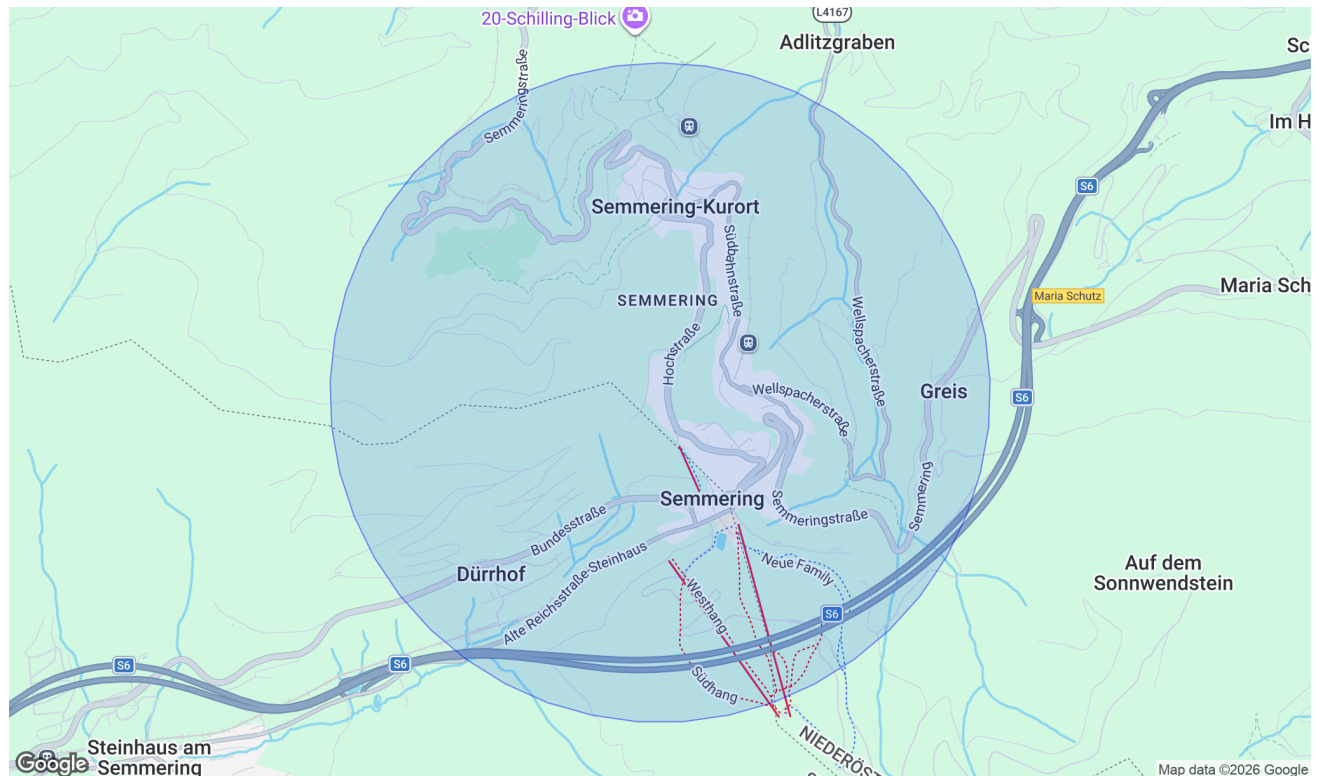 20-Schilling-Blick
L4167
Adlitzgraben
Sc
Semmeringstraße
Im H
S6
Semmering-Kurort
Südbahnstraße
SEMMERING
Maria Schutz
Maria Sch
Hochstraße
Wellspacherstraße
Wellspacherstraße
Greis
S6
Semmering
Semmering
Semmeringstraße
Bundesstraße
Alte Reichsstraße-Steinhaus
Dürrhof
Neue Family
Westhang
Auf dem
Sonnwendstein
S6
S6
S6
Südhang
NIEDERÖST
Steinhaus am
Semmering
Google
Map data ©2026 Google